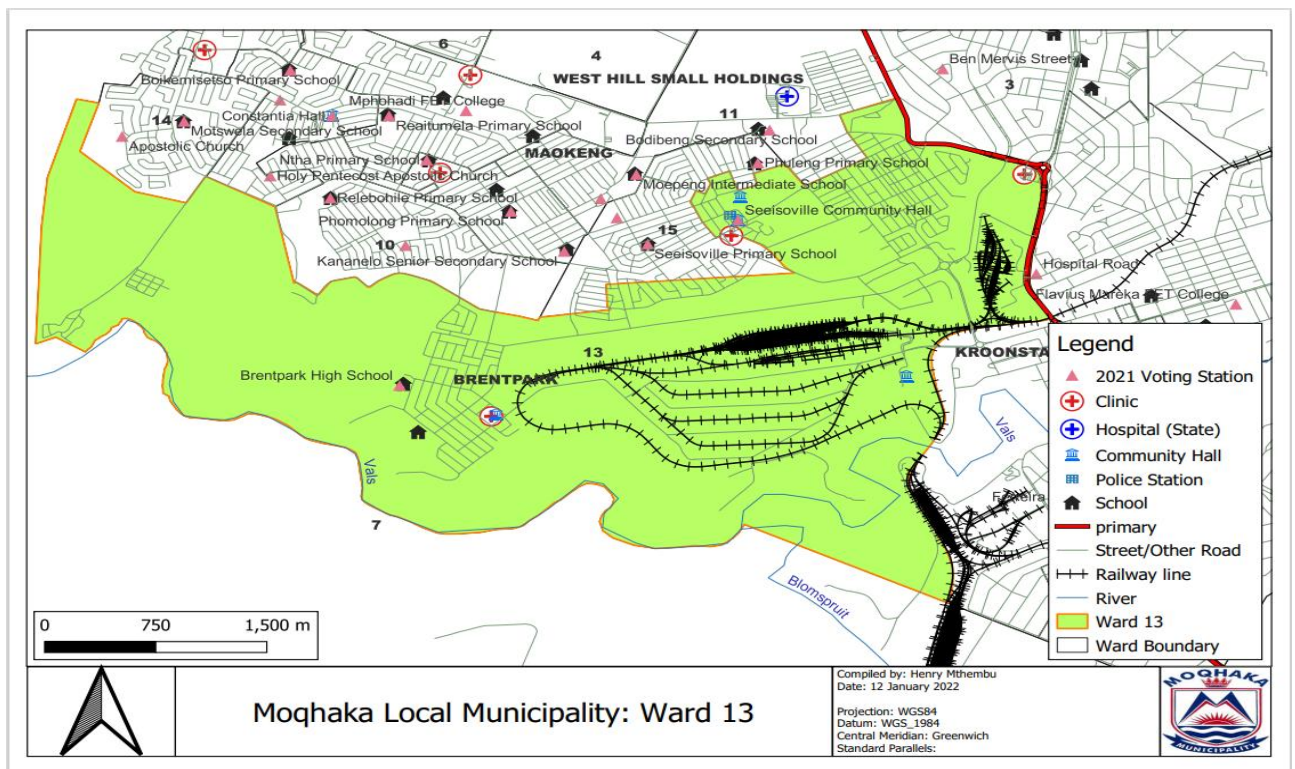 6
4
Ben Mervis Street
Boikemisetso Primary School
WEST HILL SMALL HOLDINGS
3
Mphohadi FET College
Constantia Hall
14
Reaitumela Primary School
11
Motswela Secondary School
Bodibeng Secondary School
Apostolic Church
MAOKENG
Ntha Primary School
Phuleng Primary School
Holy Pentecost Apostolic Church
Moepeng Intermediate School
Relebohile Primary School
Seeisoville Community Hall
Phomolong Primary School
15
10
Kananelo Senior Secondary School
Seeisoville Primary School
Hospital Road
Flavius Mareka FET College
13
KROONSTA
Brentpark High School
BRENTPARK
Vals
Vals
7
Blomspruit
Legend
2021 Voting Station
Clinic
Hospital (State)
Community Hall
Police Station
School
primary
Street/Other Road
Railway line
River
Ward 13
Ward Boundary
0 750 1,500 m
Moqhaka Local Municipality: Ward 13
Compiled by: Henry Mthembu
Date: 12 January 2022
Projection: WGS84
Datum: WGS_1984
Central Meridian: Greenwich
Standard Parallels:
MOQHAKA
MUNICIPALITY